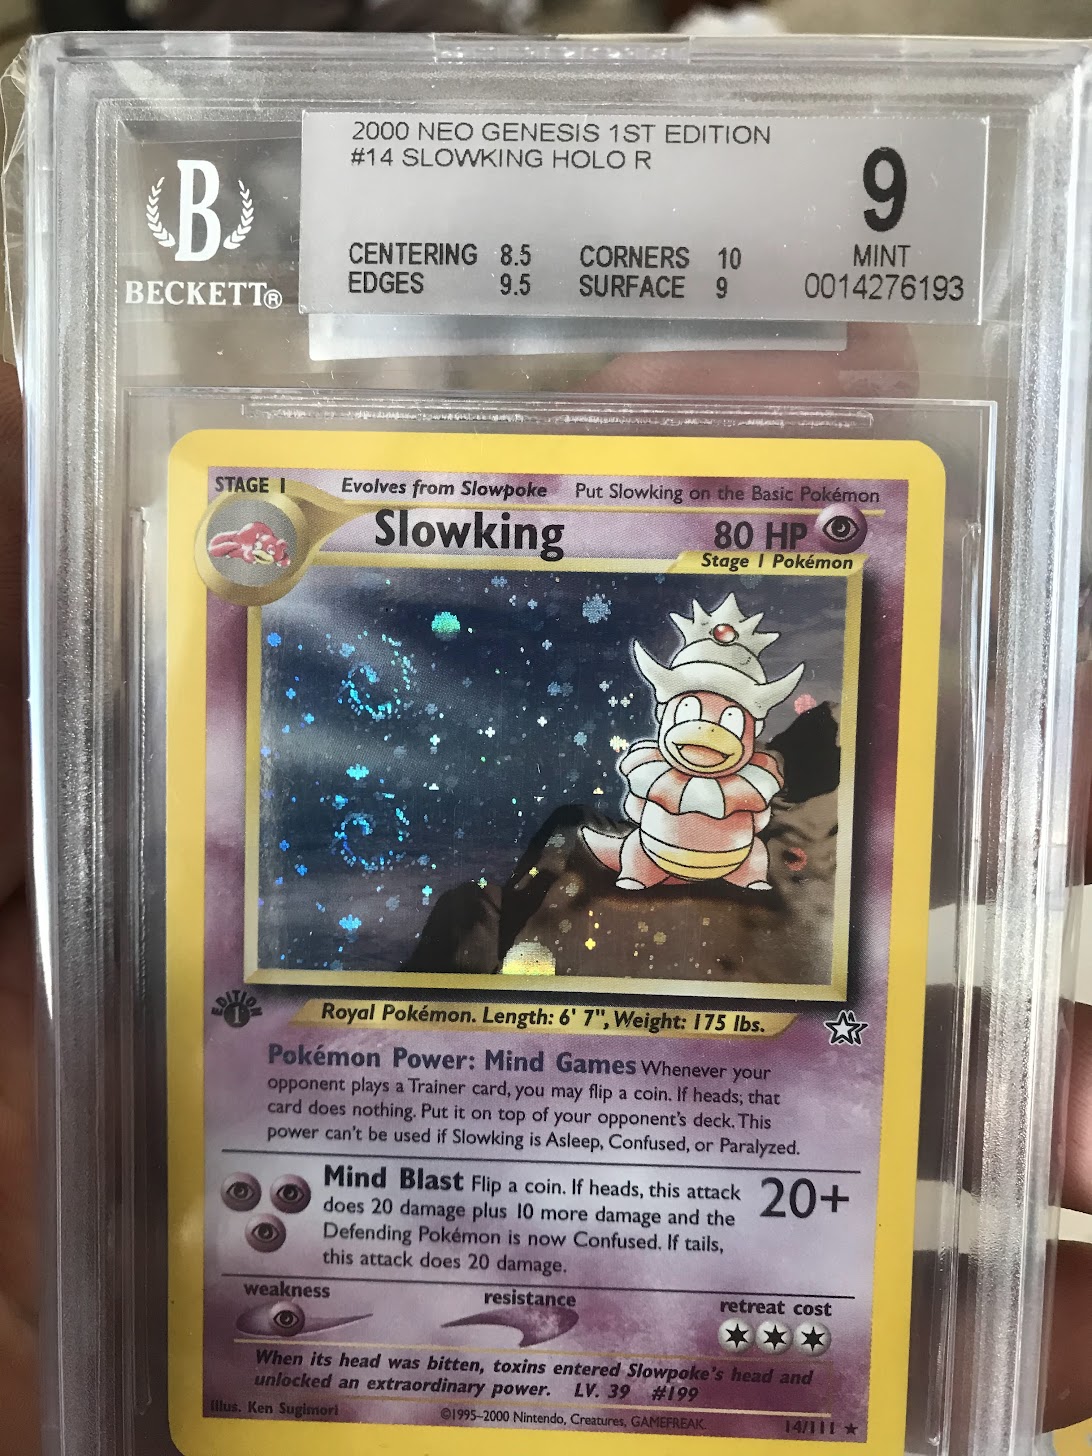 2000 NEO GENESIS 1ST EDITION
#14 SLOWKING HOLO R
9
B
CENTERING 8.5 CORNERS 10
MINT
EDGES 9.5 SURFACE 9
0014276193
BECKETT®
STAGE 1 Evolves from Slowpoke Put Slowking on the Basic Pokémon
Slowking 80 HP
Stage 1 Pokémon
EDITION
1
Royal Pokémon. Length: 6' 7", Weight: 175 lbs.
Pokémon Power: Mind Games Whenever your
opponent plays a Trainer card, you may flip a coin. If heads, that
card does nothing. Put it on top of your opponent's deck. This
power can't be used if Slowking is Asleep, Confused, or Paralyzed.
Mind Blast Flip a coin. If heads, this attack 20+
does 20 damage plus 10 more damage and the
Defending Pokémon is now Confused. If tails,
this attack does 20 damage.
weakness resistance retreat cost
When its head was bitten, toxins entered Slowpoke's head and
unlocked an extraordinary power. LV. 39 #199
Illus. Ken Sugimori ©1995-2000 Nintendo, Creatures, GAMEFREAK. 14/111 ★